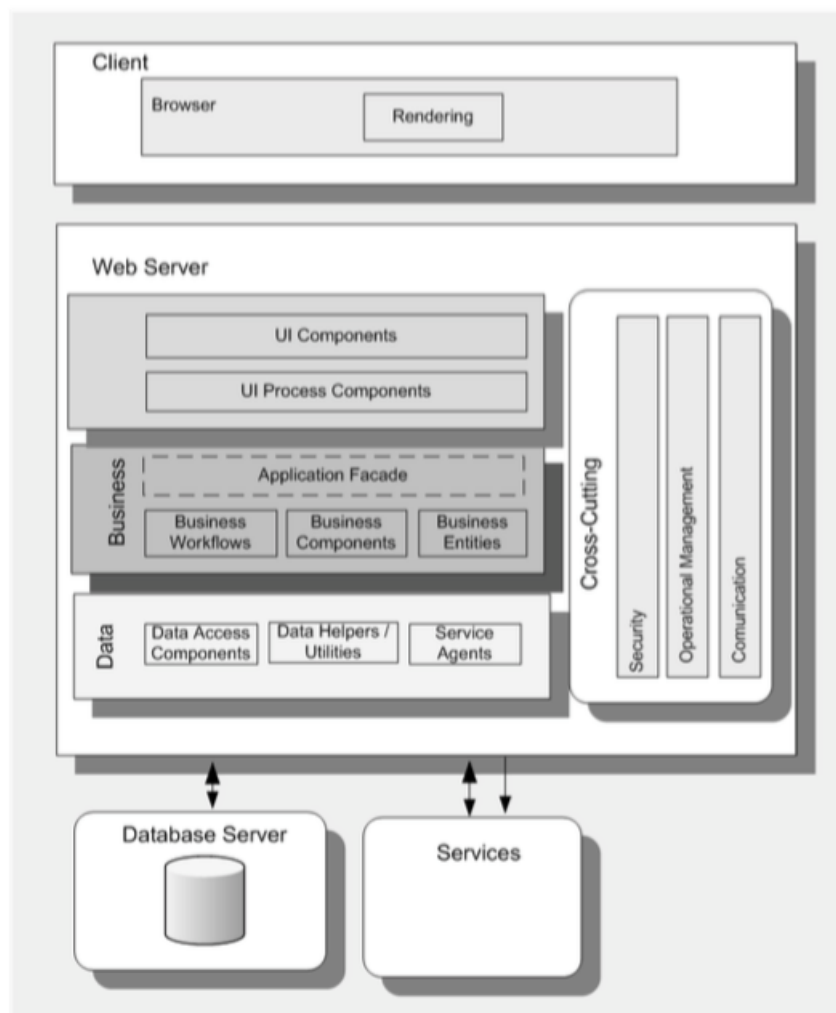 Client
Browser
Rendering
Web Server
UI Components
UI Process Components
Business
Application Facade
Business
Workflows
Business
Components
Business
Entities
Data
Data Access
Components
Data Helpers /
Utilities
Service
Agents
Cross-Cutting
Security
Operational Management
Comunication
Database Server
Services